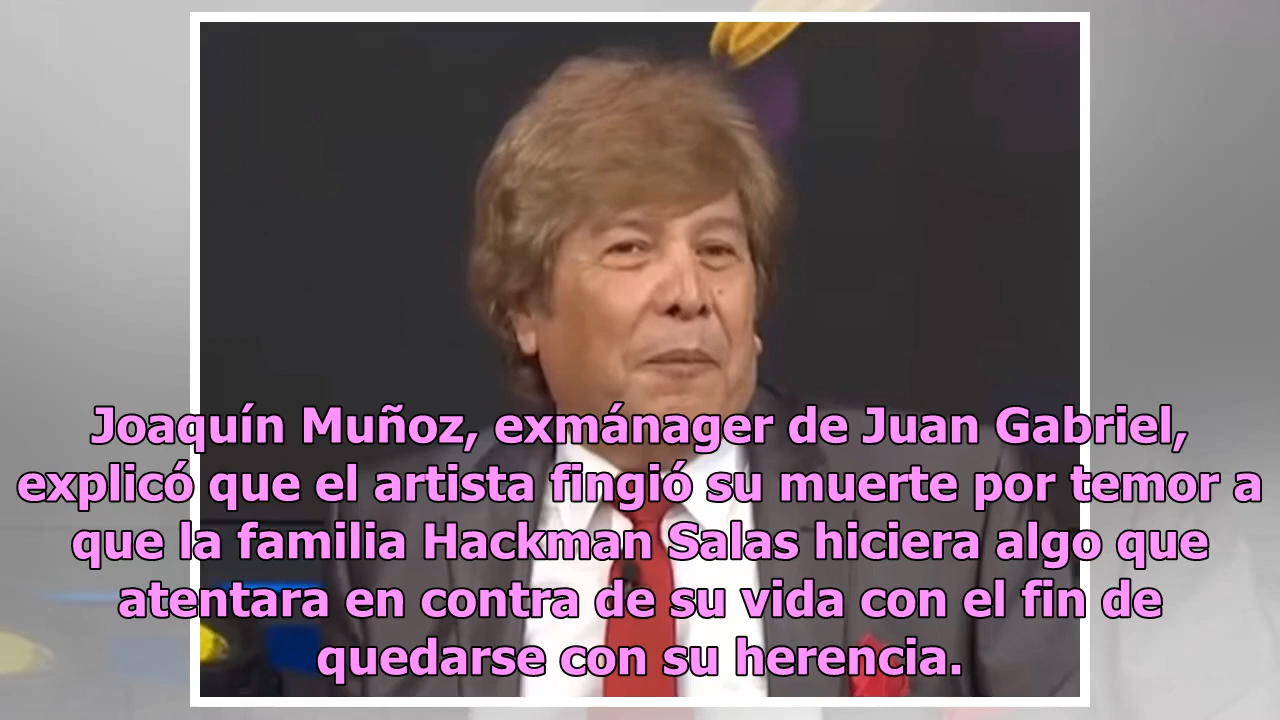 Joaquín Muñoz, exmánager de Juan Gabriel,
explicó que el artista fingió su muerte por temor a
que la familia Hackman Salas hiciera algo que
atentara en contra de su vida con el fin de
quedarse con su herencia.